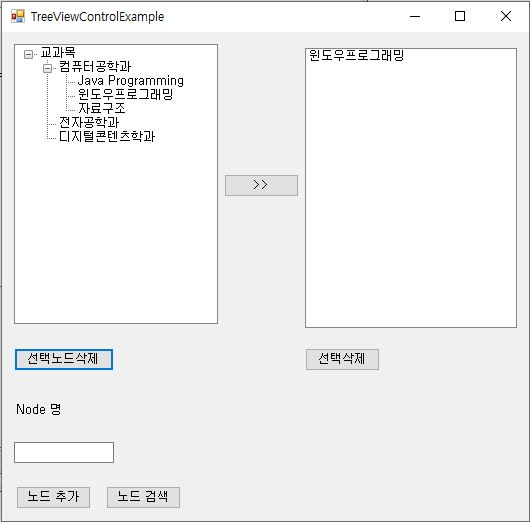 TreeViewControlExample
교과목
컴퓨터공학과
Java Programming
윈도우프로그래밍
자료구조
전자공학과
디지털콘텐츠학과
>>
윈도우프로그래밍
선택노드삭제
선택삭제
Node 명
노드 추가
노드 검색